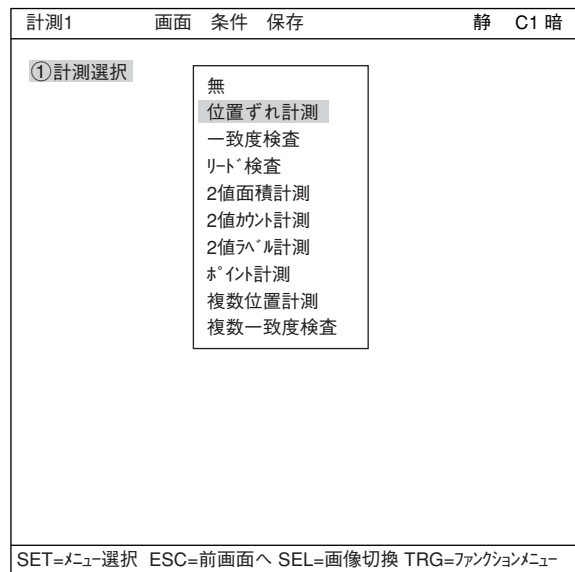 計測1 画面 条件 保存 静 C1 暗
①計測選択
無
位置ずれ計測
一致度検査
ﾘｰﾄﾞ検査
2値面積計測
2値ｶｳﾝﾄ計測
2値ﾗﾍﾞﾙ計測
ﾎﾟｲﾝﾄ計測
複数位置計測
複数一致度検査
SET=ﾒﾆｭｰ選択 ESC=前画面へ SEL=画像切換 TRG=ﾌｧﾝｸｼｮﾝﾒﾆｭｰ